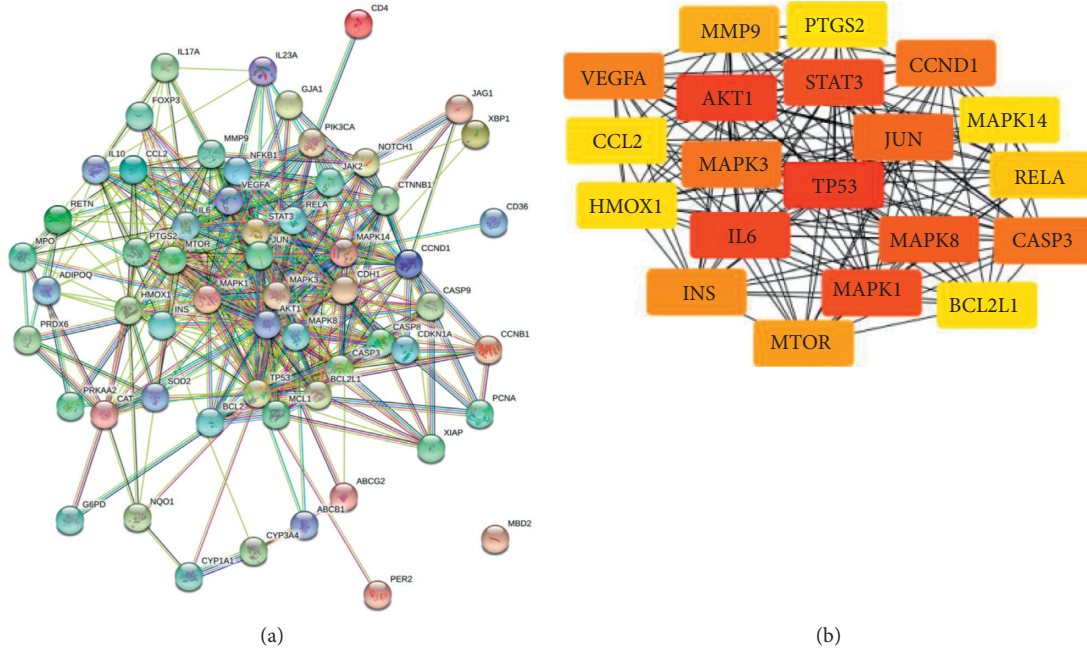 CD4
IL17A
IL23A
GJA1
JAG1
FOXP3
PIK3CA
XBP1
MMP9
NOTCH1
IL10
CCL2
NFKB1
JAK2
VEGFA
CTNNB1
RETN
IL6
RELA
CD36
STAT3
PTGS2
JUN
MAPK14
MPO
MTOR
CCND1
ADIPOQ
MAPK1
MAPK3
CDH1
HMOX1
CASP9
INS
AKT1
PRDX6
MAPK8
CASP8
CDKN1A
CCNB1
CASP3
SOD2
TP53
BCL2L1
PRKAA2
CAT
BCL2
MCL1
PCNA
XIAP
ABCG2
G6PD
NQO1
ABCB1
MBD2
CYP3A4
CYP1A1
PER2
(a)
MMP9
PTGS2
VEGFA
AKT1
STAT3
CCND1
CCL2
MAPK3
JUN
MAPK14
HMOX1
TP53
RELA
IL6
MAPK8
CASP3
INS
MAPK1
BCL2L1
MTOR
(b)